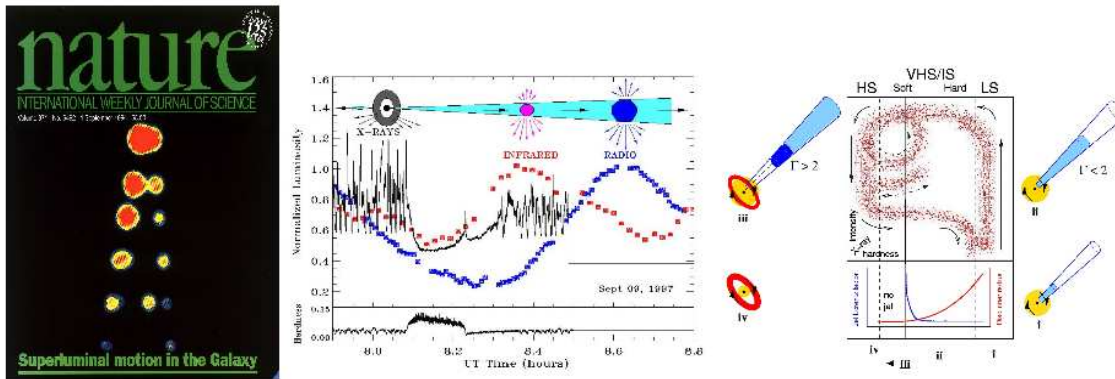 nature
INTERNATIONAL WEEKLY JOURNAL OF SCIENCE
Superluminal motion in the Galaxy
1.6
1.4
1.2
1.0
0.8
0.6
0.4
0.2
Normalized Luminosity
X-RAYS
INFRARED
RADIO
Sept 09, 1997
0.15
0.00
Hardness
8.0
8.2
8.4
8.6
8.8
UT Time (hours)
VHS/IS
HS
Soft
Hard
LS
Γ > 2
Γ < 2
iii
ii
X-ray
intensity
hardness
no
jet
iv
i
iv
iii
ii
i